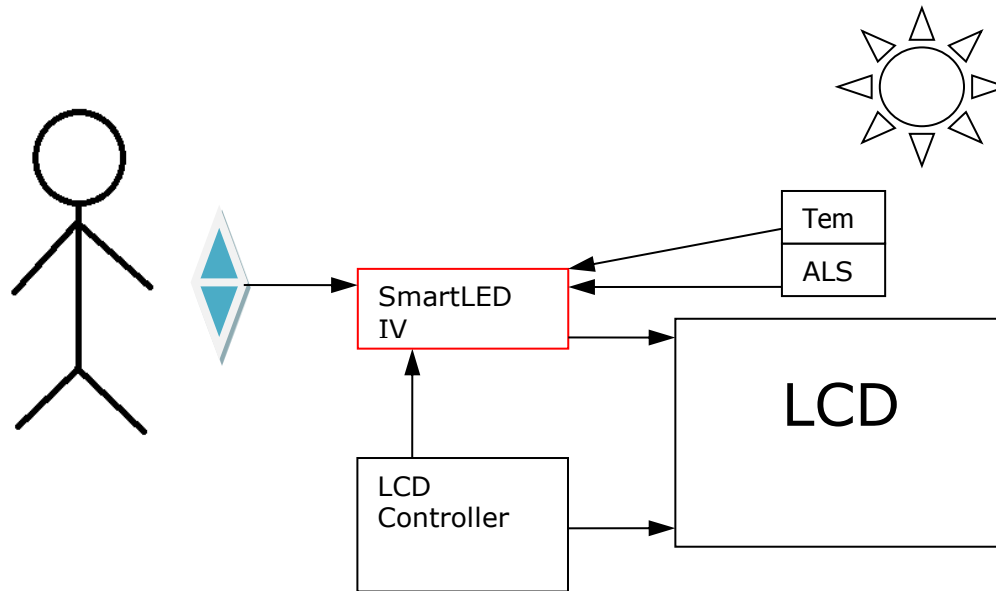 Tem
ALS
SmartLED
IV
LCD
LCD
Controller